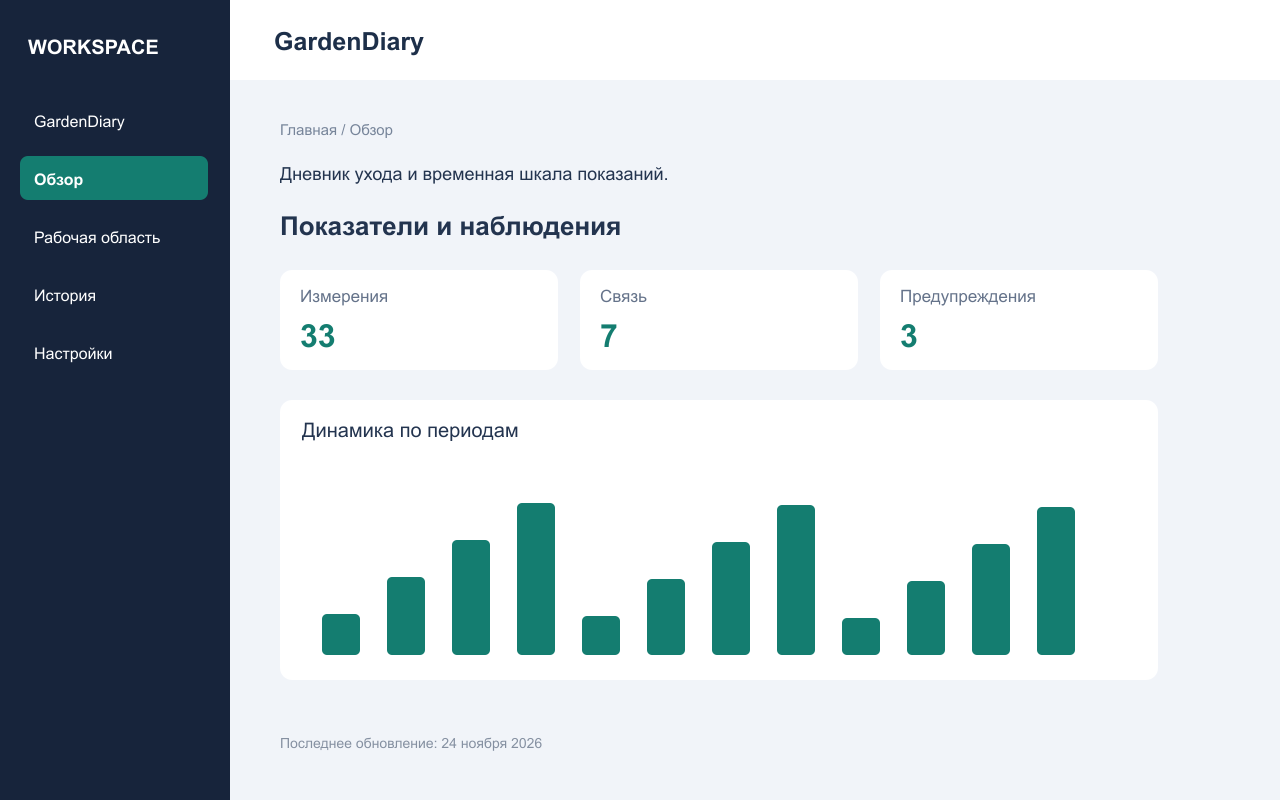 WORKSPACE
GardenDiary
Обзор
Рабочая область
История
Настройки
GardenDiary
Главная / Обзор
Дневник ухода и временная шкала показаний.
Показатели и наблюдения
Измерения
33
Связь
7
Предупреждения
3
Динамика по периодам
Последнее обновление: 24 ноября 2026